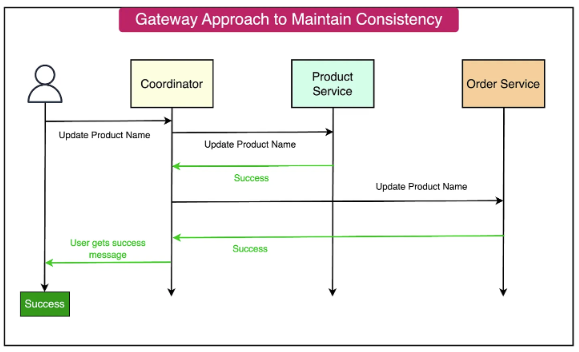 Gateway Approach to Maintain Consistency
Coordinator
Product
Service
Order Service
Update Product Name
Update Product Name
Success
Update Product Name
User gets success
message
Success
Success